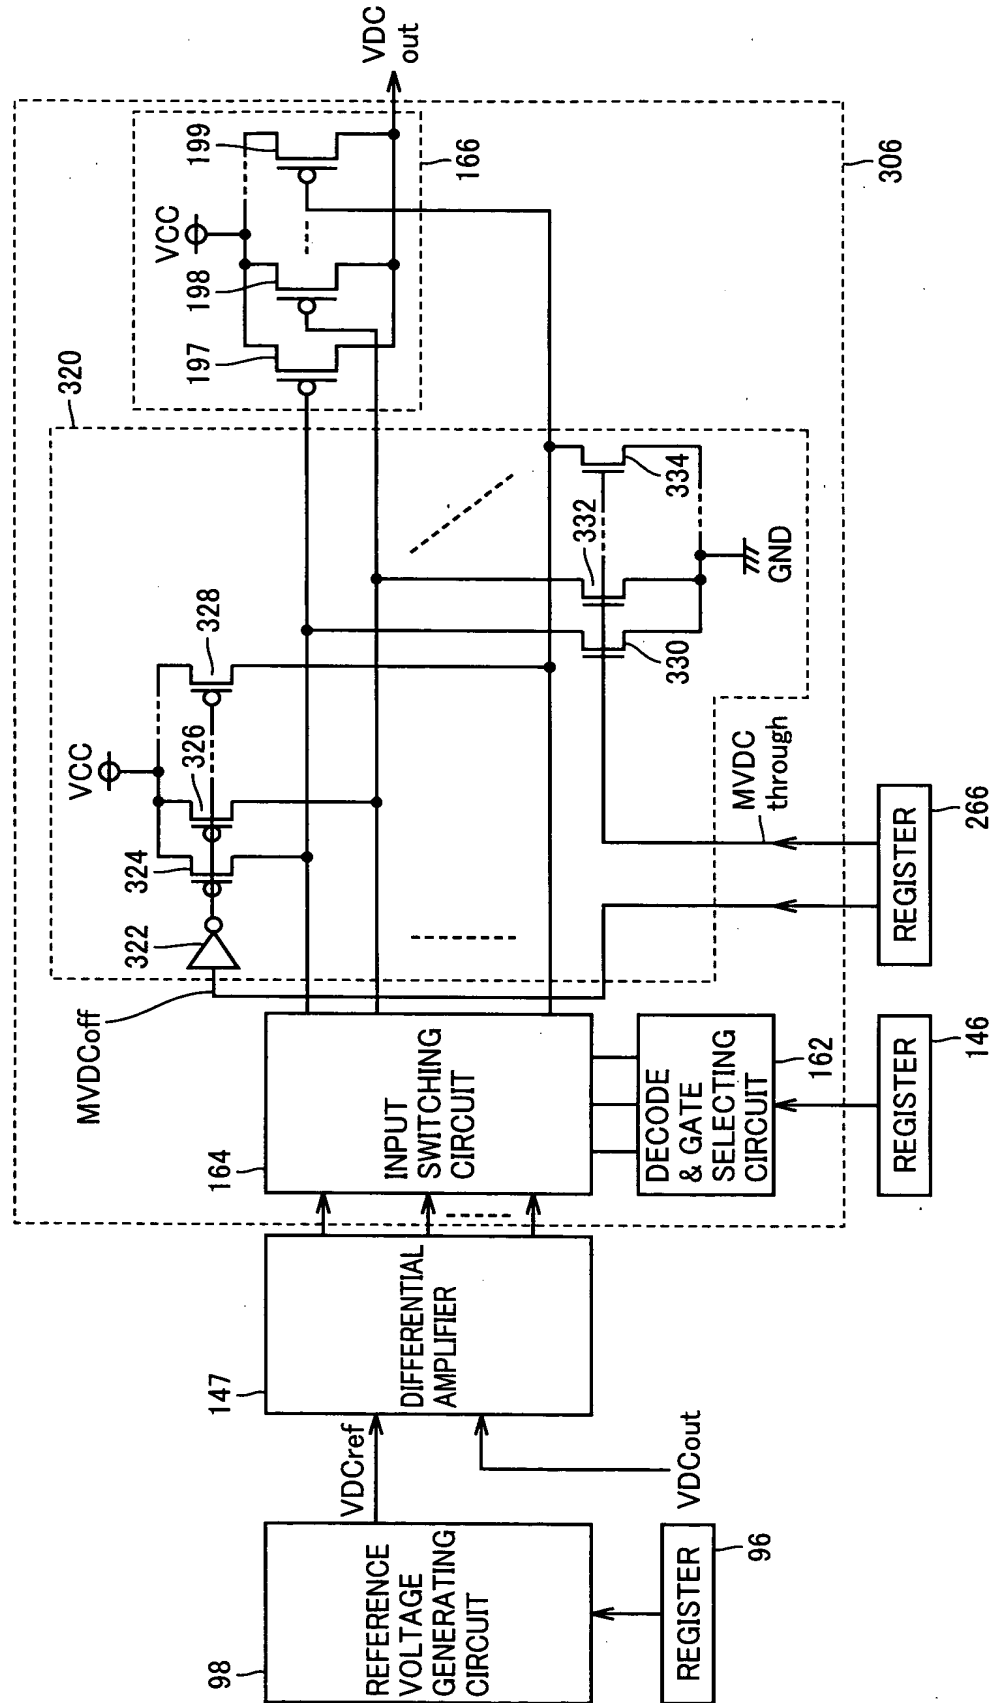 98
REFERENCE
VOLTAGE
GENERATING
CIRCUIT
REGISTER
96
VDCref
VDCout
147
DIFFERENTIAL
AMPLIFIER
164
INPUT
SWITCHING
CIRCUIT
DECODE
& GATE
SELECTING
CIRCUIT
162
REGISTER
146
MVDCoff
322
324
326
328
VCC
320
330
332
334
GND
MVDC
through
REGISTER
266
197
198
199
VCC
166
306
VDC
out